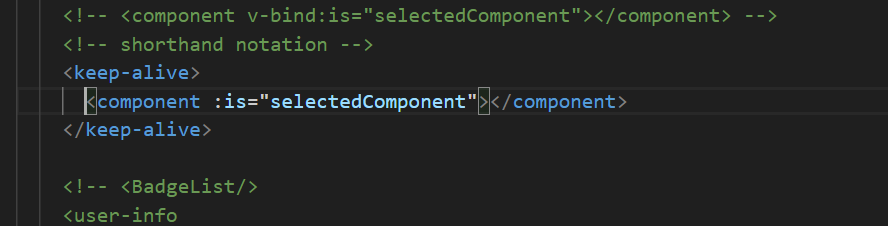 <!-- <component v-bind:is="selectedComponent"></component> -->
<!-- shorthand notation -->
<keep-alive>
<component :is="selectedComponent"></component>
</keep-alive>
<!-- <BadgeList/>
<user-info